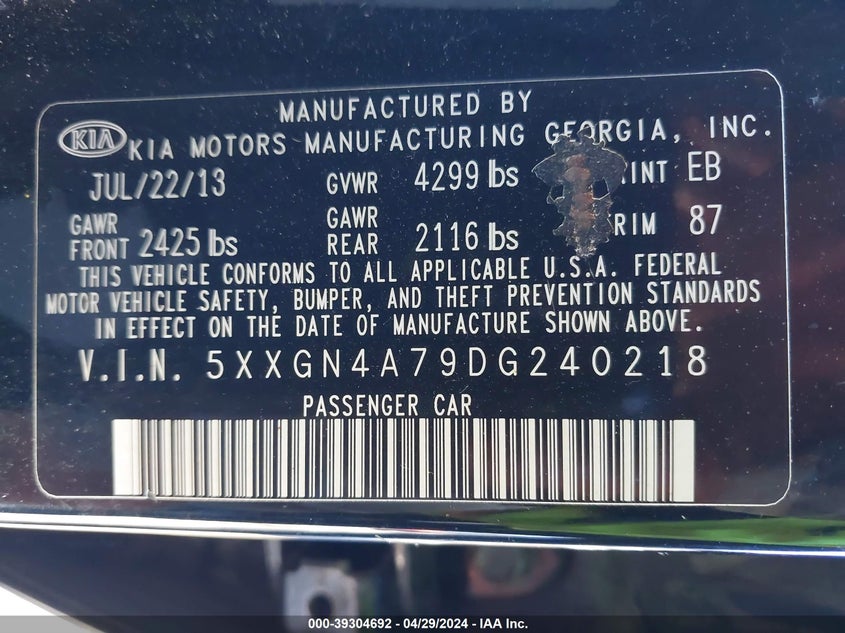 MANUFACTURED BY
KIA KIA MOTORS MANUFACTURING GEORGIA, INC.
JUL/22/13 GVWR 4299 lbs EB
GAWR FRONT 2425 lbs GAWR REAR 2116 lbs 87
THIS VEHICLE CONFORMS TO ALL APPLICABLE U.S.A. FEDERAL
MOTOR VEHICLE SAFETY, BUMPER, AND THEFT PREVENTION STANDARDS
IN EFFECT ON THE DATE OF MANUFACTURE SHOWN ABOVE.
V.I.N. 5XXGN4A79DG240218
PASSENGER CAR
000-39304692 - 04/29/2024 - IAA Inc.